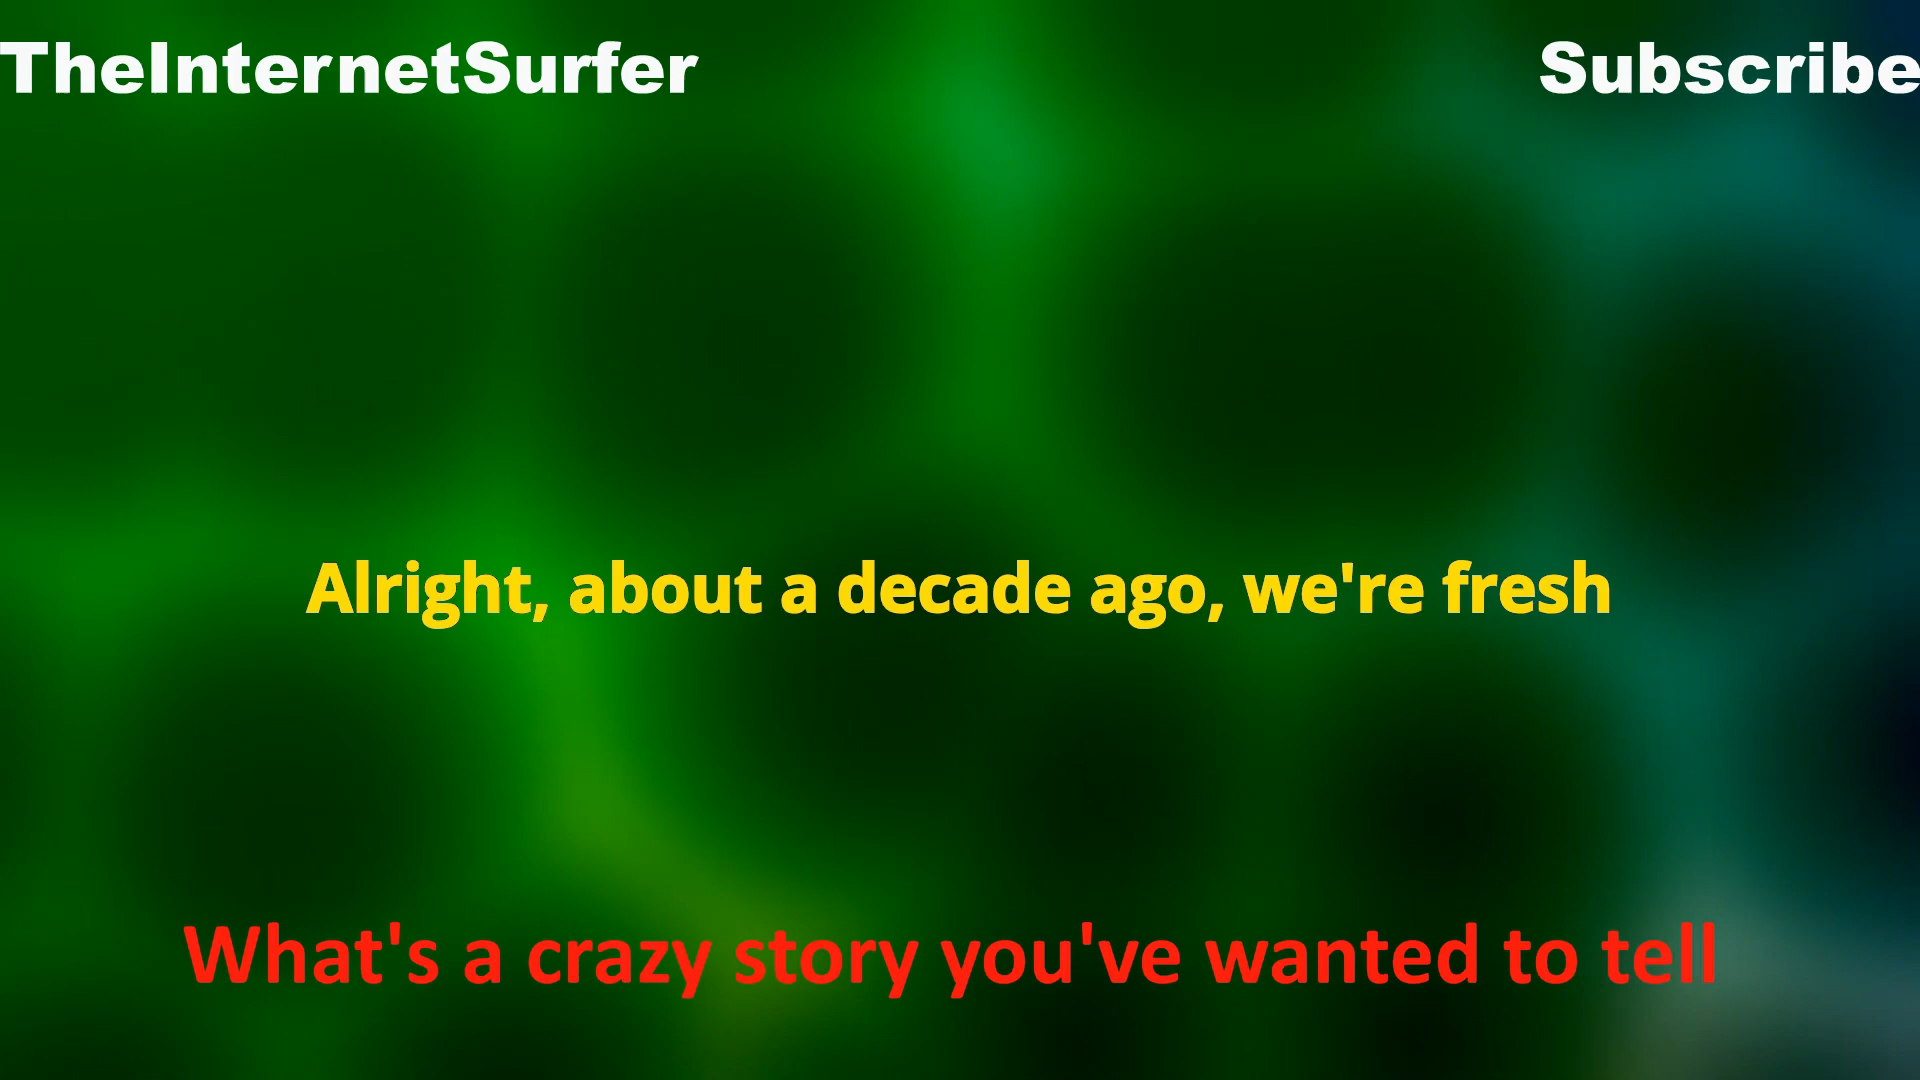 TheInternetSurfer
Subscribe
Alright, about a decade ago, we're fresh
What's a crazy story you've wanted to tell